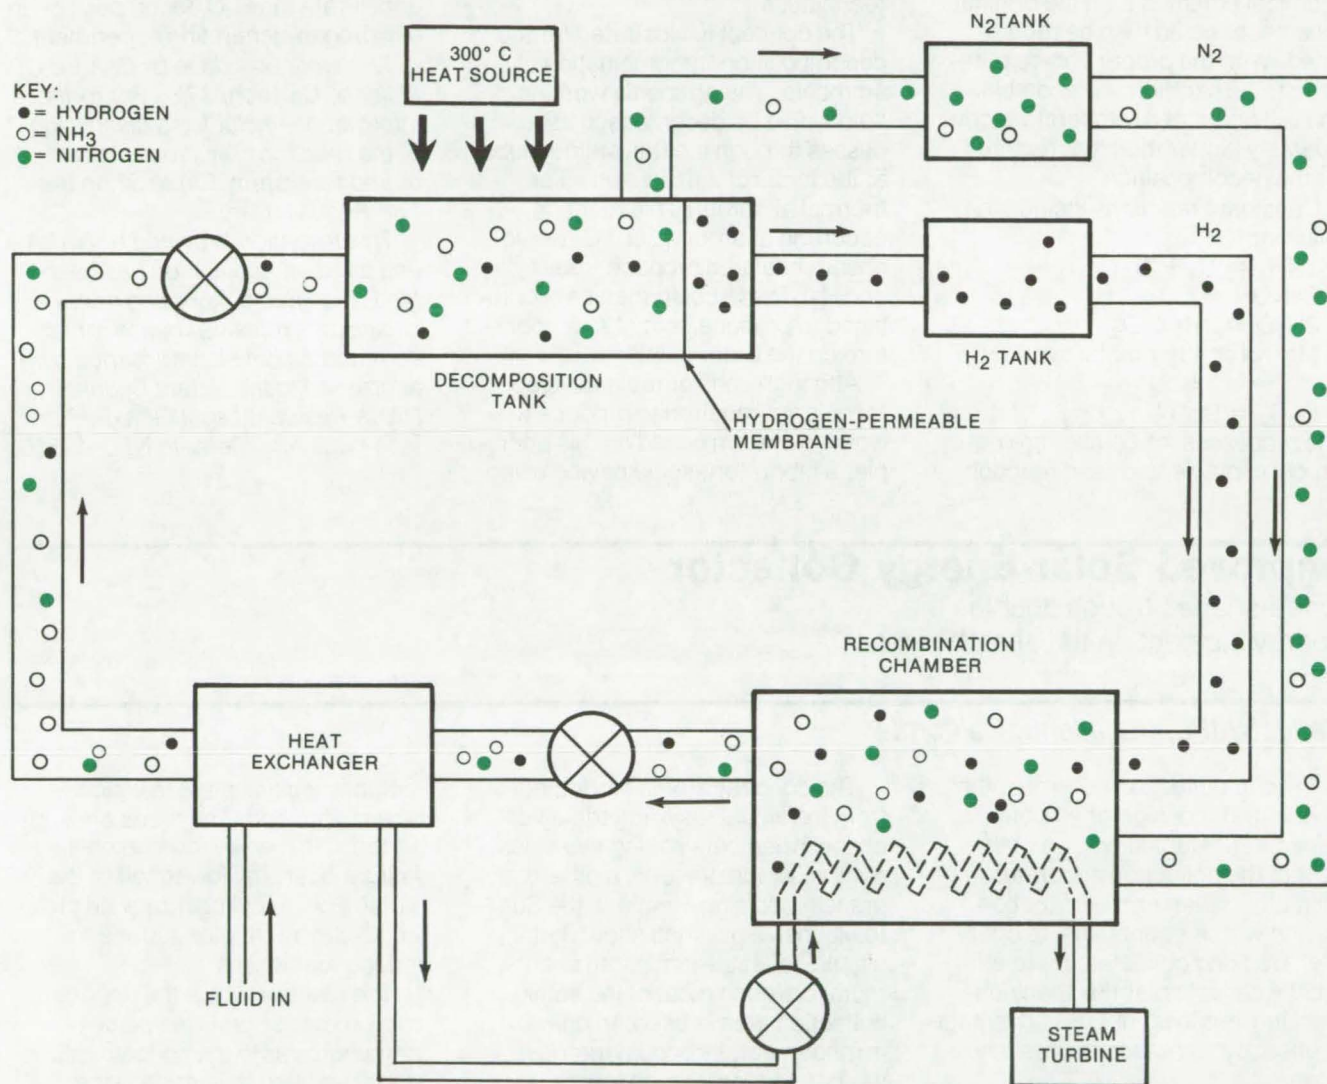 N₂TANK
N₂
300° C
HEAT SOURCE
KEY:
● = HYDROGEN
○ = NH₃
● = NITROGEN
H₂
H₂ TANK
DECOMPOSITION
TANK
HYDROGEN-PERMEABLE
MEMBRANE
RECOMBINATION
CHAMBER
HEAT
EXCHANGER
FLUID IN
STEAM
TURBINE